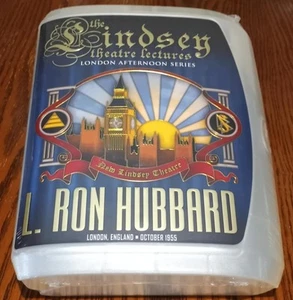 the
Lindsey
theatre lectures
LONDON AFTERNOON SERIES
New Lindsey Theatre
L. RON HUBBARD
LONDON, ENGLAND • OCTOBER 1955